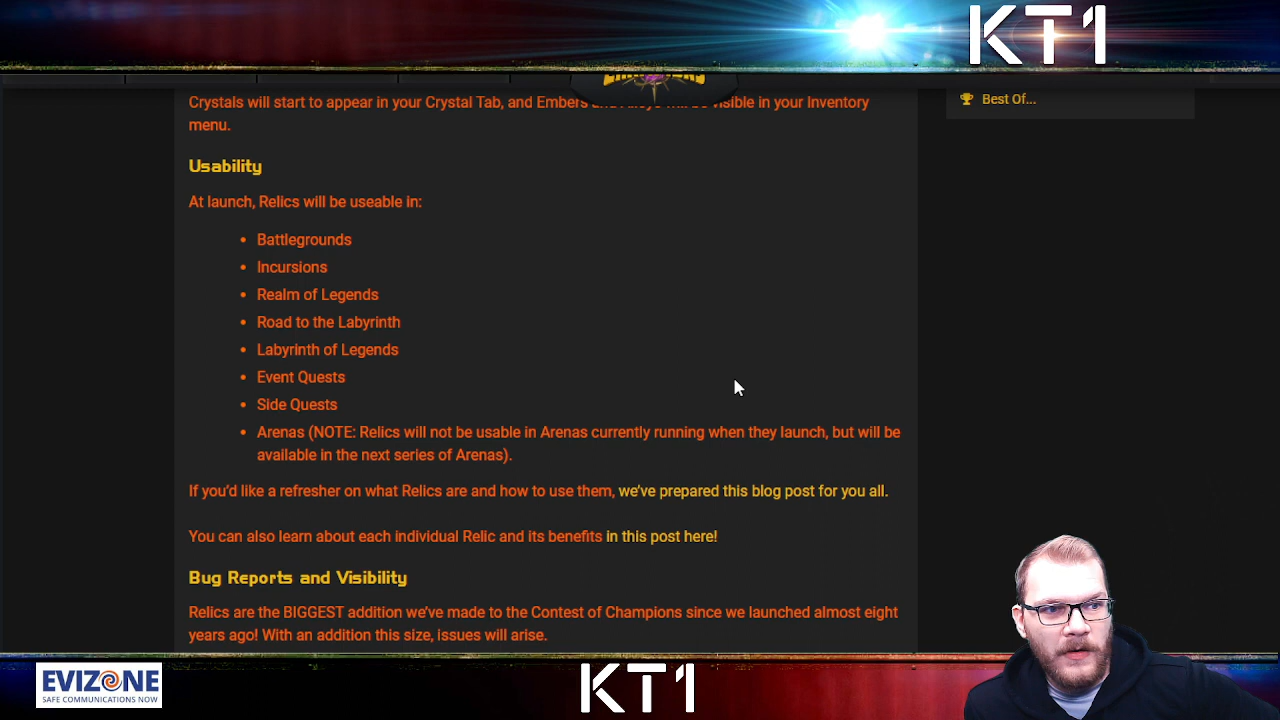 KT1
Crystals will start to appear in your Crystal Tab, and Embers and Alloys will be visible in your Inventory
menu.
Best Of...
Usability
At launch, Relics will be useable in:
• Battlegrounds
• Incursions
• Realm of Legends
• Road to the Labyrinth
• Labyrinth of Legends
• Event Quests
• Side Quests
• Arenas (NOTE: Relics will not be usable in Arenas currently running when they launch, but will be
available in the next series of Arenas).
If you’d like a refresher on what Relics are and how to use them, we’ve prepared this blog post for you all.
You can also learn about each individual Relic and its benefits in this post here!
Bug Reports and Visibility
Relics are the BIGGEST addition we’ve made to the Contest of Champions since we launched almost eight
years ago! With an addition this size, issues will arise.
EVIZONE
SAFE COMMUNICATIONS NOW
KT1